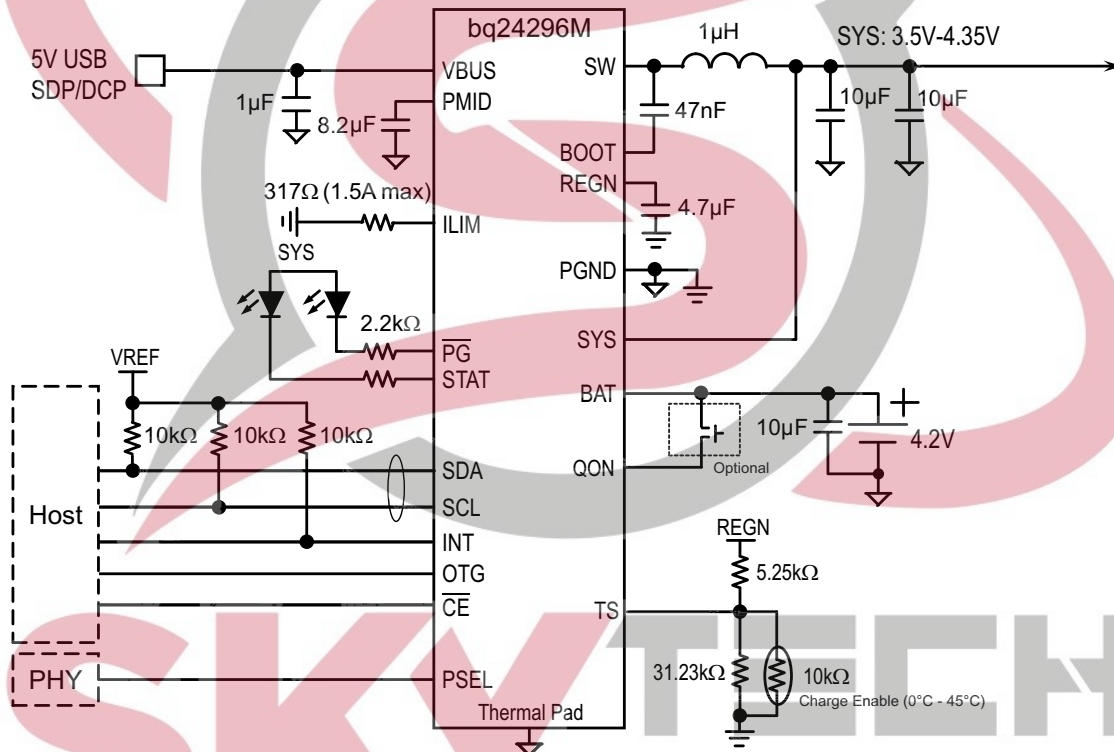 bq24296M
5V USB
SDP/DCP
VBUS
SW
1µH
SYS: 3.5V-4.35V
1µF
PMID
8.2µF
47nF
10µF
10µF
BOOT
REGN
4.7µF
317Ω (1.5A max)
ILIM
SYS
PGND
2.2kΩ
PG
STAT
SYS
VREF
BAT
10kΩ
10kΩ
10kΩ
10µF
4.2V
Optional
SDA
QON
Host
SCL
INT
REGN
OTG
5.25kΩ
CE
TS
PHY
PSEL
31.23kΩ
10kΩ
Charge Enable (0°C - 45°C)
Thermal Pad
SKYTECH